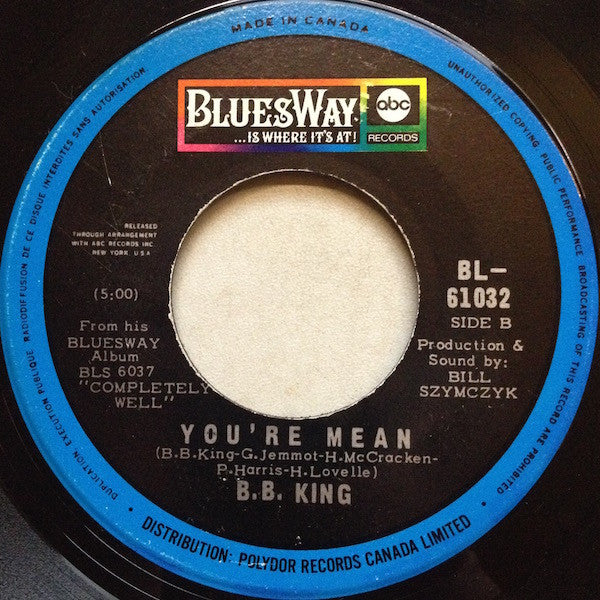 MADE IN CANADA
UNAUTHORIZED COPYING, PUBLIC PERFORMANCE, BROADCASTING OF THIS RECORD ARE PROHIBITED
DUPLICATION EXECUTION PUBLIQUE, RADIODIFFUSION DE CE DISQUE INTERDITES SANS AUTORISATION
BLUESWAY
...IS WHERE IT'S AT!
abc
RECORDS
RELEASED
THROUGH ARRANGEMENT
WITH ABC RECORDS INC
NEW YORK, U.S.A
(5:00)
From his
BLUESWAY
Album
BLS 6037
"COMPLETELY
WELL"
BL-
61032
SIDE B
Production &
Sound by:
BILL
SZYMCZYK
YOU'RE MEAN
(B.B.King-G.Jemmot-H.McCracken-
P.Harris-H.Lovelle)
B.B. KING
• DISTRIBUTION: POLYDOR RECORDS CANADA LIMITED •